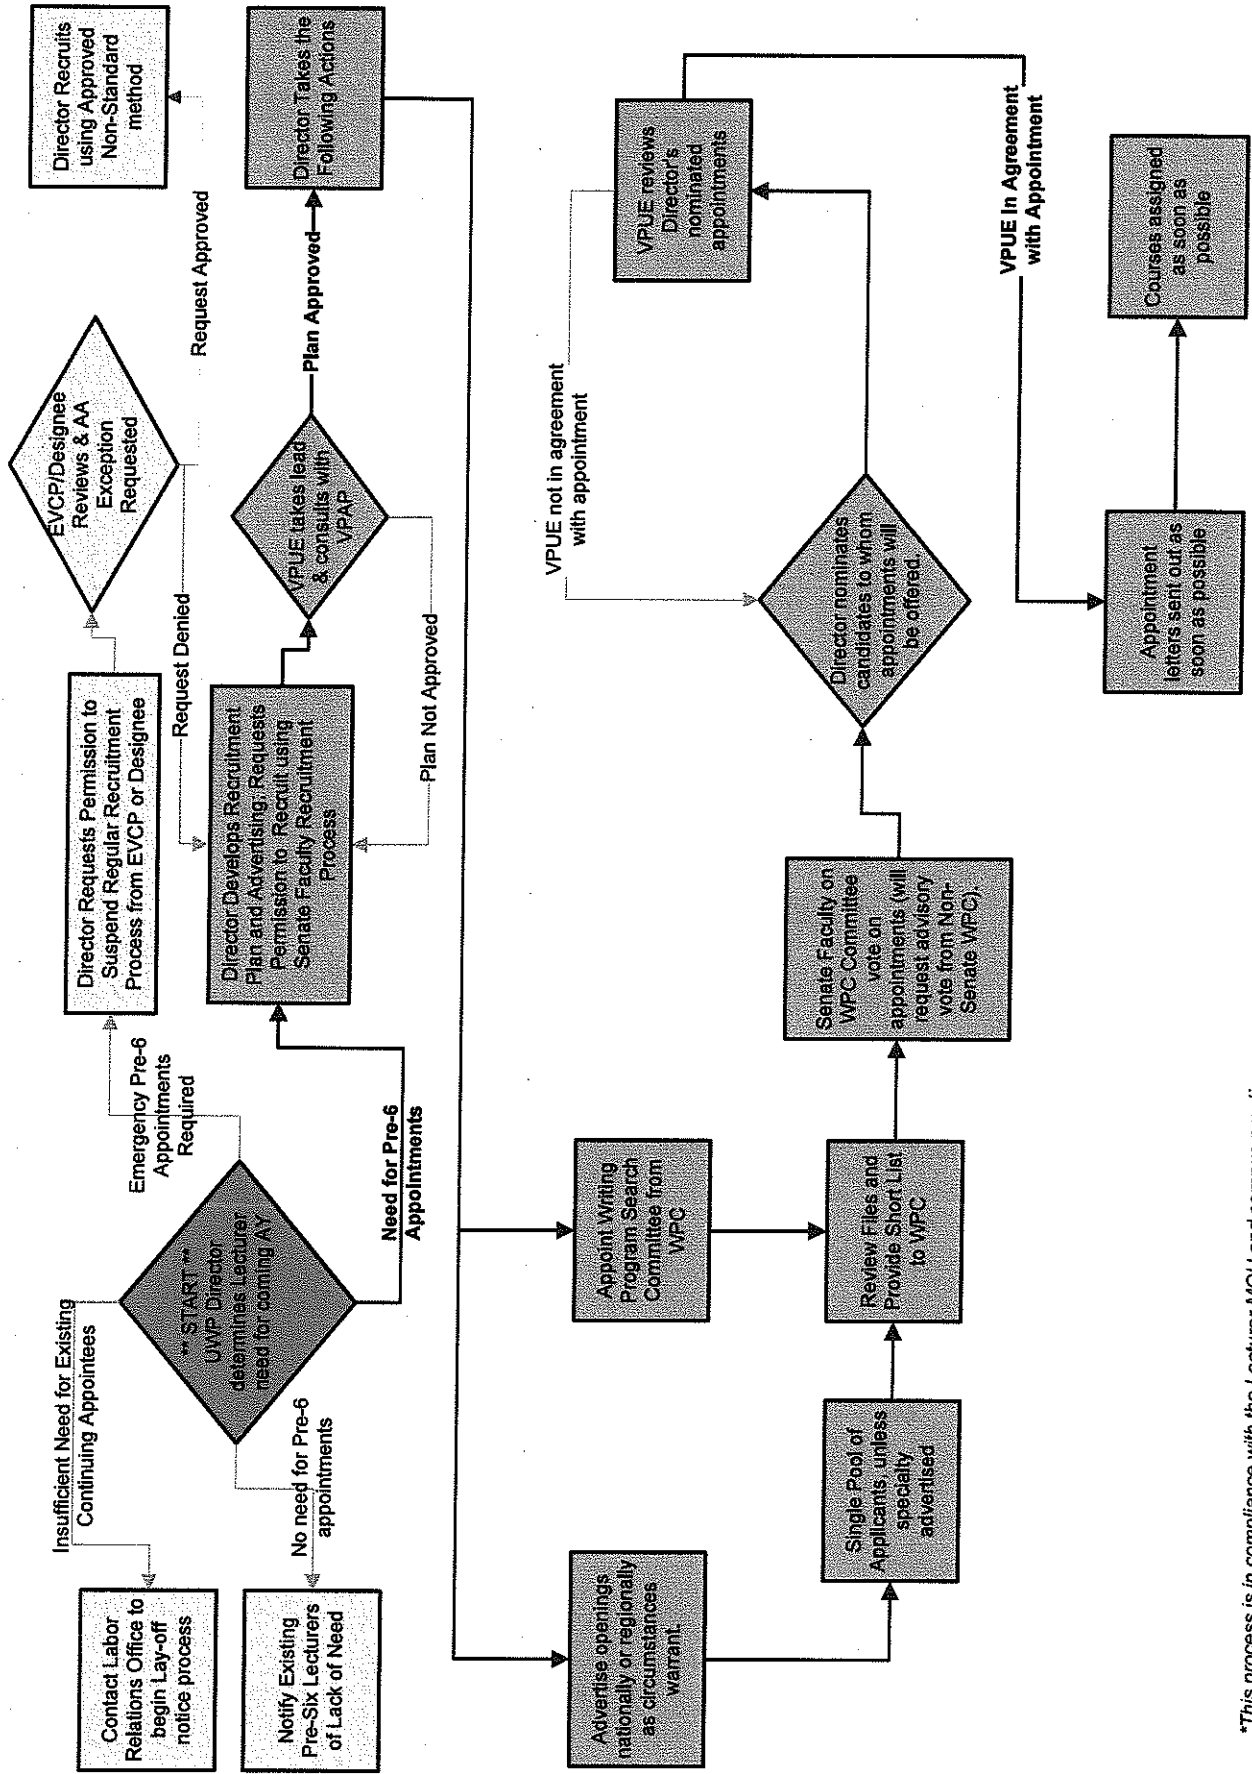 Contact Labor
Relations Office to
begin Lay-off
notice process
Insufficient Need for Existing
Continuing Appointees
** START **
UWP Director
determines Lecturer
need for coming AY
Emergency Pre-6
Appointments
Required
Director Requests Permission to
Suspend Regular Recruitment
Process from EVCP or Designee
EVCP/Designee
Reviews & AA
Exception
Requested
Request Denied
Request Approved
Director Recruits
using Approved
Non-Standard
method
Notify Existing
Pre-Six Lecturers
of Lack of Need
No need for Pre-6
appointments
Need for Pre-6
Appointments
Director Develops Recruitment
Plan and Advertising; Requests
Permission to Recruit using
Senate Faculty Recruitment
Process
VPUE takes lead
& consults with
VPAP
Plan Not Approved
Plan Approved
Director Takes the
Following Actions
Advertise openings
nationally or regionally
as circumstances
warrant.
Appoint Writing
Program Search
Committee from
WPC
Single Pool of
Applicants, unless
specialty
advertised
Review Files and
Provide Short List
to WPC
Senate Faculty on
WPC Committee
vote on
appointments (will
request advisory
vote from Non-
Senate WPC),
Director nominates
candidates to whom
appointments will
be offered.
VPUE not in agreement
with appointment
VPUE reviews
Director's
nominated
appointments
VPUE In Agreement
with Appointment
Appointment
letters sent out as
soon as possible
Courses assigned
as soon as
possible
*This process is in compliance with the Lecturer MOU and